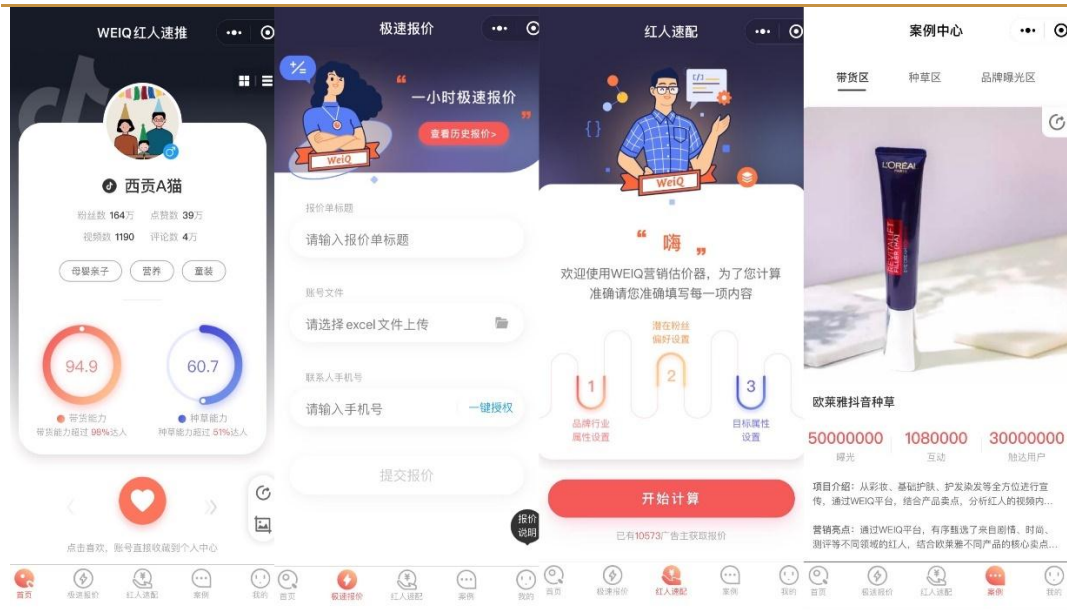 WEIQ红人速推
西贡A猫
粉丝数 164万 点赞数 39万
视频数 1190 评论数 4万
母婴亲子 营养 童装
94.9
60.7
带货能力
带货能力超过 98%达人
种草能力
种草能力超过 51%达人
点击喜欢，账号直接收藏到个人中心
首页 极速报价 红人速配 案例 我的
极速报价
一小时极速报价
查看历史报价>
WeiQ
报价单标题
请输入报价单标题
账号文件
请选择excel文件上传
联系人手机号
请输入手机号
一键授权
提交报价
报价
说明
首页 极速报价 红人速配 案例 我的
红人速配
WeiQ
嗨
欢迎使用WEIQ营销估价器，为了您计算
准确请您准确填写每一项内容
潜在粉丝
偏好设置
1
2
3
品牌行业
属性设置
目标属性
设置
开始计算
已有10573广告主获取报价
首页 极速报价 红人速配 案例 我的
案例中心
带货区 种草区 品牌曝光区
L'ORÉAL
PARIS
REVITALIFT
FILLER [HA]
欧莱雅抖音种草
50000000 1080000 30000000
曝光 互动 触达用户
项目介绍：从彩妆、基础护肤、护发染发等全方位进行宣
传，通过WEIQ平台，结合产品卖点，分析红人的视频内...
营销亮点：通过WEIQ平台，有序甄选了来自剧情、时尚、
测评等不同领域的红人，结合欧莱雅不同产品的核心卖点...
首页 极速报价 红人速配 案例 我的